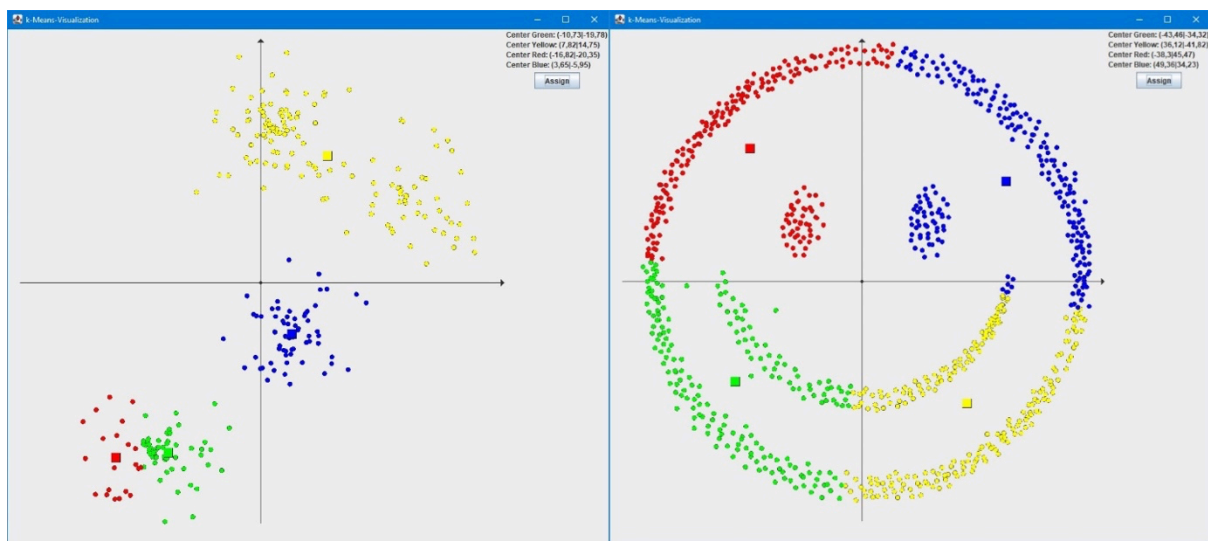 k-Means-Visualization
Center Green: (-10,73|-19,78)
Center Yellow: (7,82|14,75)
Center Red: (-16,82|-20,35)
Center Blue: (3,65|-5,95)
Assign
k-Means-Visualization
Center Green: (-43,46|-34,32)
Center Yellow: (36,12|-41,82)
Center Red: (-38,3|45,47)
Center Blue: (49,36|34,23)
Assign